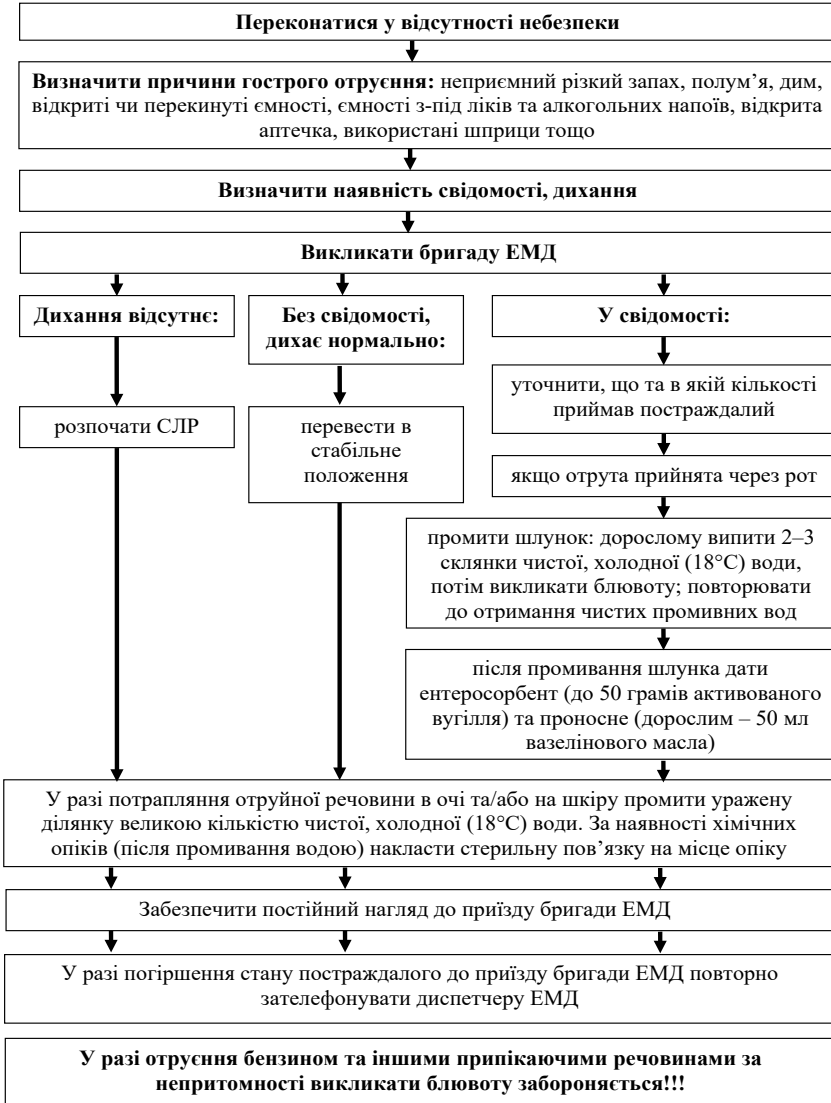 Переконатися у відсутності небезпеки
Визначити причини гострого отруєння: неприємний різкий запах, полум’я, дим,
відкриті чи перекинуті ємності, ємності з-під ліків та алкогольних напоїв, відкрита
аптечка, використані шприци тощо
Визначити наявність свідомості, дихання
Викликати бригаду ЕМД
Дихання відсутнє:
розпочати СЛР
Без свідомості,
дихає нормально:
перевести в
стабільне
положення
У свідомості:
уточнити, що та в якій кількості
приймав постраждалий
якщо отрута прийнята через рот
промити шлунок: дорослому випити 2–3
склянки чистої, холодної (18°С) води,
потім викликати блювоту; повторювати
до отримання чистих промивних вод
після промивання шлунка дати
ентеросорбент (до 50 грамів активованого
вугілля) та проносне (дорослим – 50 мл
вазелінового масла)
У разі потрапляння отруйної речовини в очі та/або на шкіру промити уражену
ділянку великою кількістю чистої, холодної (18°С) води. За наявності хімічних
опіків (після промивання водою) накласти стерильну пов’язку на місце опіку
Забезпечити постійний нагляд до приїзду бригади ЕМД
У разі погіршення стану постраждалого до приїзду бригади ЕМД повторно
зателефонувати диспетчеру ЕМД
У разі отруєння бензином та іншими припікаючими речовинами за
непритомності викликати блювоту забороняється!!!